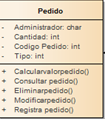 Pedido
- Administrador: char
- Cantidad: int
- Codigo Pedido: int
- Tipo: int
+ Calcularvalorpedido()
+ Consultar pedido()
+ Eliminarpedido()
+ Modificarpedido()
+ Registra pedido()